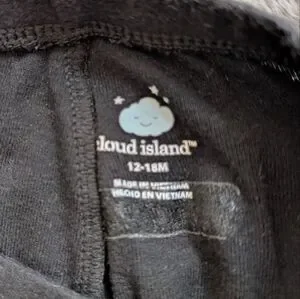 cloud island™
12-18M
MADE IN VIETNAM
HECHO EN VIETNAM